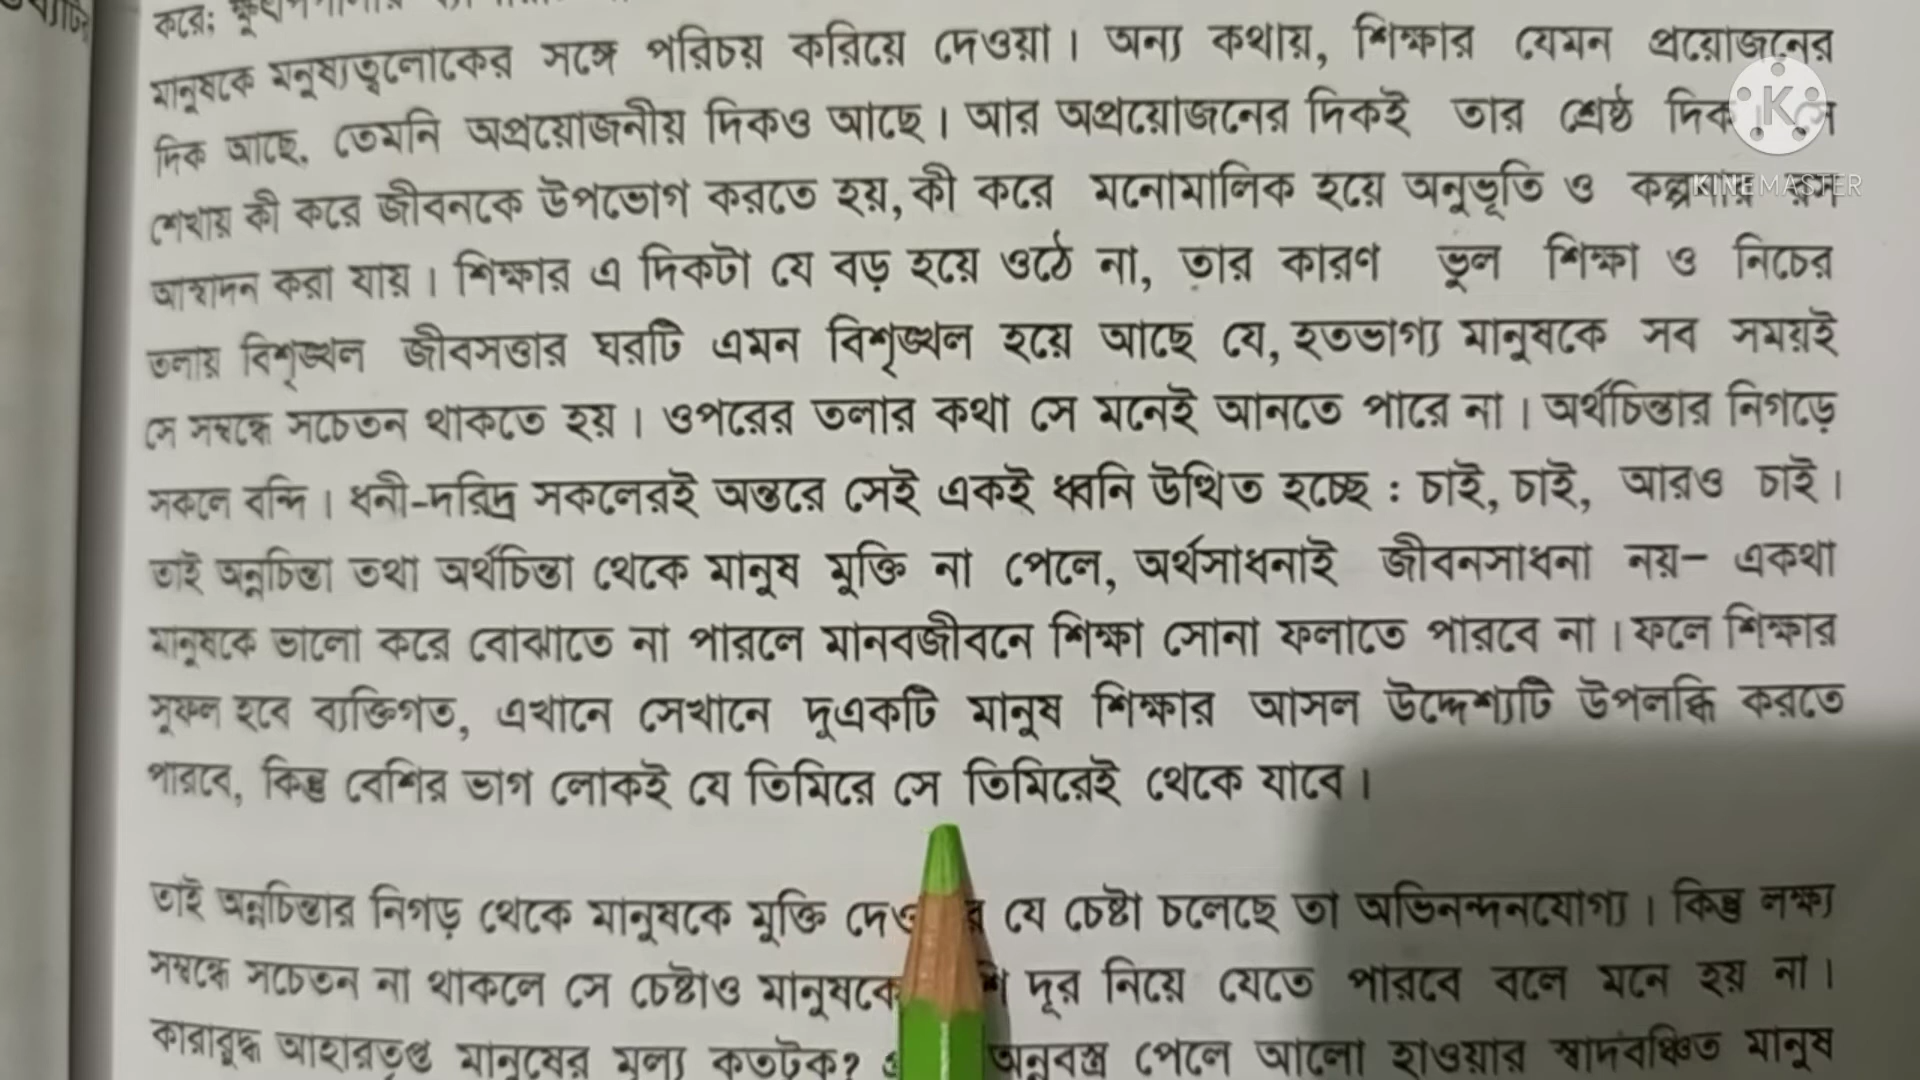 করে;
মানুষকে মনুষ্যত্বলোকের সঙ্গে পরিচয় করিয়ে দেওয়া। অন্য কথায়, শিক্ষার যেমন প্রয়োজনের
দিক আছে, তেমনি অপ্রয়োজনীয় দিকও আছে। আর অপ্রয়োজনের দিকই তার শ্রেষ্ঠ দিক
শেখায় কী করে জীবনকে উপভোগ করতে হয়, কী করে মনোমালিক হয়ে অনুভূতি ও কল্পনার রস
KINEMASTER
আস্বাদন করা যায়। শিক্ষার এ দিকটা যে বড় হয়ে ওঠে না, তার কারণ ভুল শিক্ষা ও নিচের
তলায় বিশৃঙ্খল জীবসত্তার ঘরটি এমন বিশৃঙ্খল হয়ে আছে যে, হতভাগ্য মানুষকে সব সময়ই
সে সম্বন্ধে সচেতন থাকতে হয়। ওপরের তলার কথা সে মনেই আনতে পারে না। অর্থচিন্তার নিগড়ে
সকলে বন্দি। ধনী-দরিদ্র সকলেরই অন্তরে সেই একই ধ্বনি উত্থিত হচ্ছে : চাই, চাই, আরও চাই।
তাই অন্নচিন্তা তথা অর্থচিন্তা থেকে মানুষ মুক্তি না পেলে, অর্থসাধনাই জীবনসাধনা নয়– একথা
মানুষকে ভালো করে বোঝাতে না পারলে মানবজীবনে শিক্ষা সোনা ফলাতে পারবে না। ফলে শিক্ষার
সুফল হবে ব্যক্তিগত, এখানে সেখানে দুএকটি মানুষ শিক্ষার আসল উদ্দেশ্যটি উপলব্ধি করতে
পারবে, কিন্তু বেশির ভাগ লোকই যে তিমিরে সে তিমিরেই থেকে যাবে।
তাই অন্নচিন্তার নিগড় থেকে মানুষকে মুক্তি যে চেষ্টা চলেছে তা অভিনন্দনযোগ্য। কিন্তু লক্ষ্য
সম্বন্ধে সচেতন না থাকলে সে চেষ্টাও মানুষকে দূর নিয়ে যেতে পারবে বলে মনে হয় না।
কারারুদ্ধ আহারতৃপ্ত মানুষের মূল্য কতটুকু? অন্নবস্ত্র পেলে আলো হাওয়ার স্বাদবঞ্চিত মানুষ